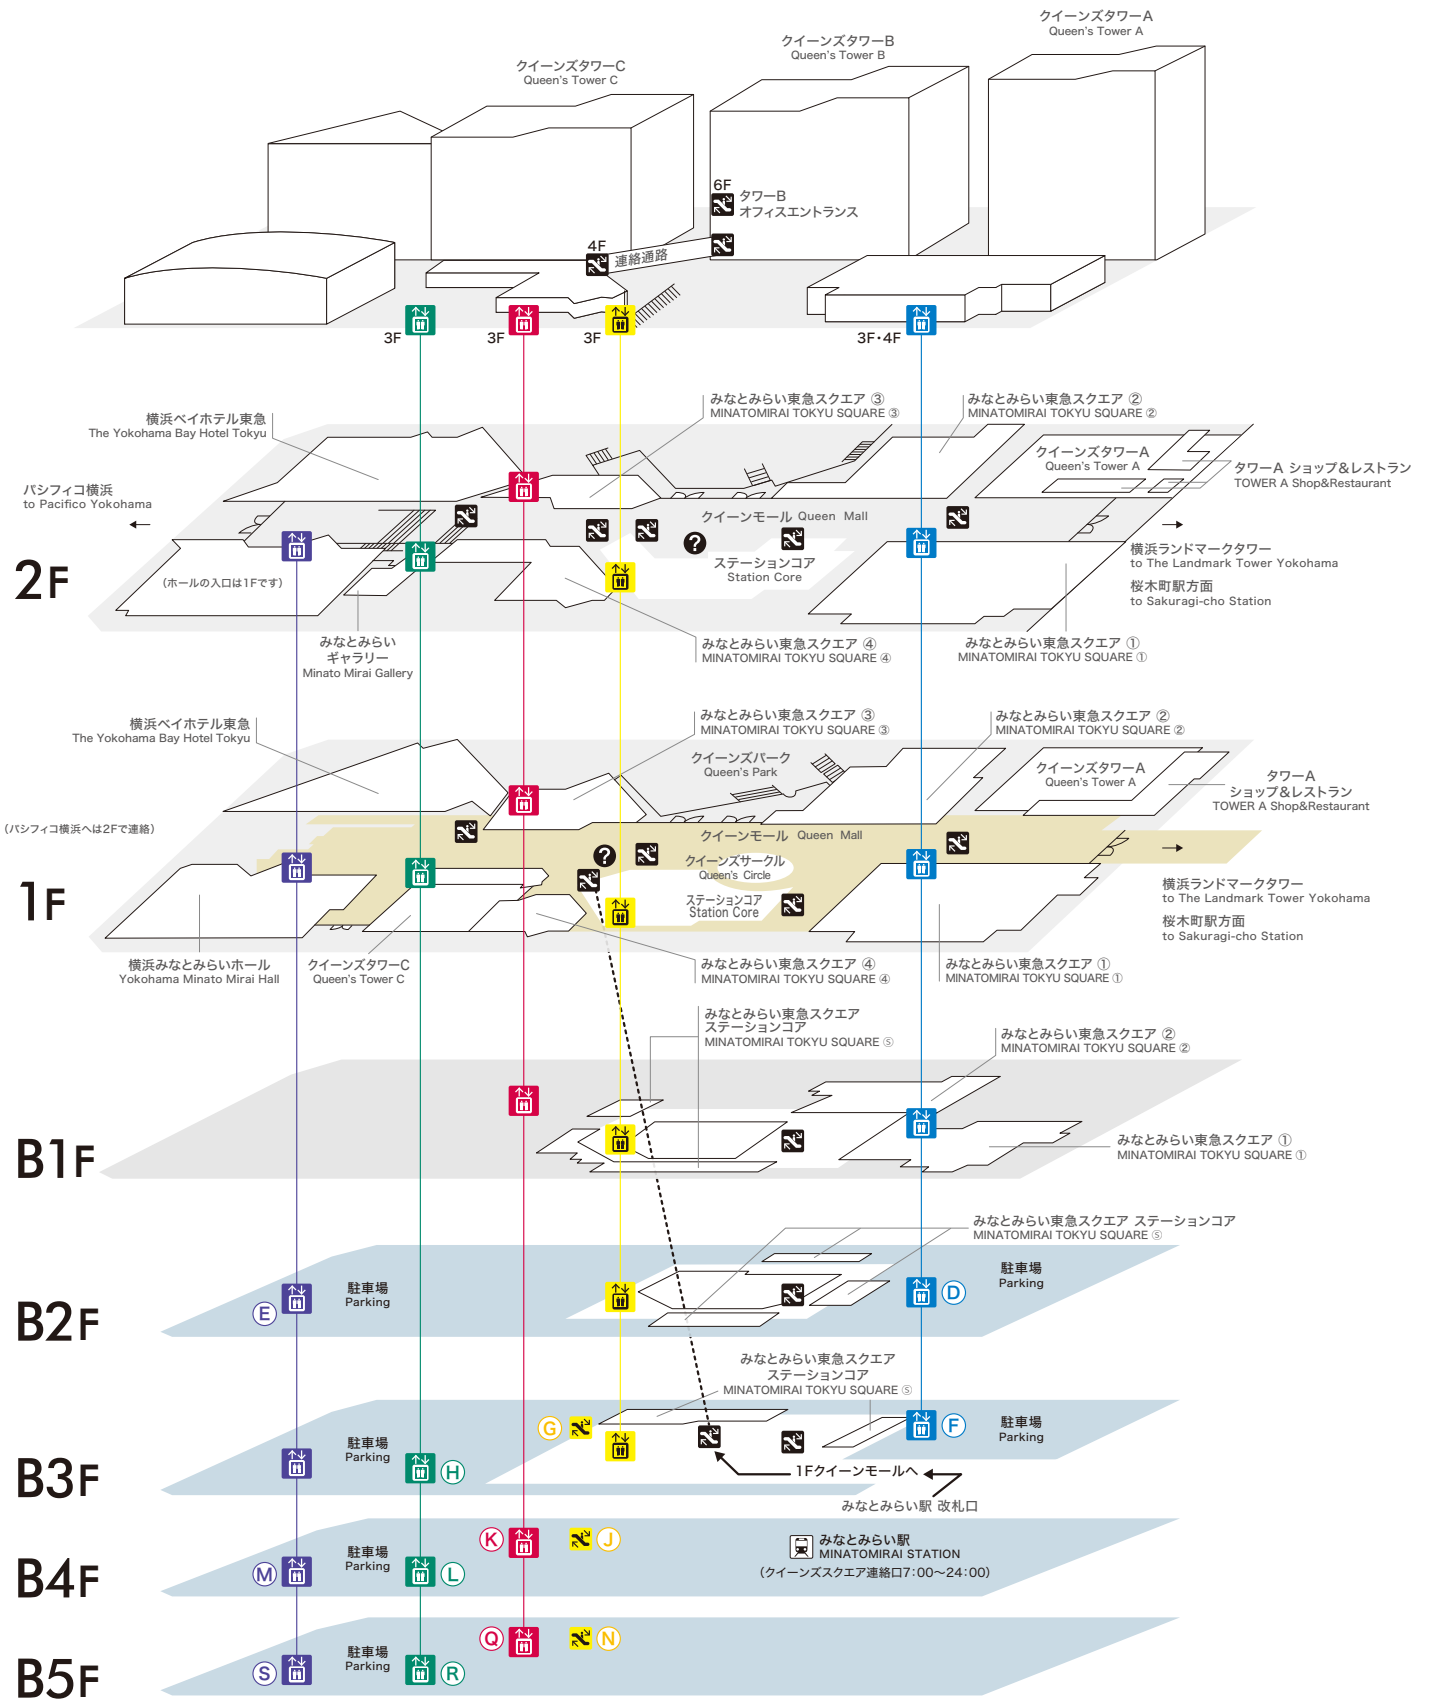 クイーンズタワーA
Queen's Tower A
クイーンズタワーB
Queen's Tower B
クイーンズタワーC
Queen's Tower C
6F
タワーB
オフィスエントランス
4F
連絡通路
3F
3F
3F
3F・4F
みなとみらい東急スクエア ③
MINATOMIRAI TOKYU SQUARE ③
みなとみらい東急スクエア ②
MINATOMIRAI TOKYU SQUARE ②
横浜ベイホテル東急
The Yokohama Bay Hotel Tokyu
クイーンズタワーA
Queen's Tower A
タワーA ショップ&レストラン
TOWER A Shop&Restaurant
パシフィコ横浜
to Pacifico Yokohama
クイーンモール Queen Mall
?
ステーションコア
Station Core
横浜ランドマークタワー
to The Landmark Tower Yokohama
桜木町駅方面
to Sakuragi-cho Station
2F
(ホールの入口は1Fです)
みなとみらい
ギャラリー
Minato Mirai Gallery
みなとみらい東急スクエア ④
MINATOMIRAI TOKYU SQUARE ④
みなとみらい東急スクエア ①
MINATOMIRAI TOKYU SQUARE ①
横浜ベイホテル東急
The Yokohama Bay Hotel Tokyu
みなとみらい東急スクエア ③
MINATOMIRAI TOKYU SQUARE ③
みなとみらい東急スクエア ②
MINATOMIRAI TOKYU SQUARE ②
クイーンズパーク
Queen's Park
クイーンズタワーA
Queen's Tower A
タワーA
ショップ&レストラン
TOWER A Shop&Restaurant
(パシフィコ横浜へは2Fで連絡)
クイーンモール Queen Mall
?
クイーンズサークル
Queen's Circle
ステーションコア
Station Core
横浜ランドマークタワー
to The Landmark Tower Yokohama
桜木町駅方面
to Sakuragi-cho Station
1F
横浜みなとみらいホール
Yokohama Minato Mirai Hall
クイーンズタワーC
Queen's Tower C
みなとみらい東急スクエア ④
MINATOMIRAI TOKYU SQUARE ④
みなとみらい東急スクエア ①
MINATOMIRAI TOKYU SQUARE ①
みなとみらい東急スクエア
ステーションコア
MINATOMIRAI TOKYU SQUARE Ⓢ
みなとみらい東急スクエア ②
MINATOMIRAI TOKYU SQUARE ②
B1F
みなとみらい東急スクエア ①
MINATOMIRAI TOKYU SQUARE ①
みなとみらい東急スクエア ステーションコア
MINATOMIRAI TOKYU SQUARE Ⓢ
B2F
E
駐車場
Parking
D
駐車場
Parking
みなとみらい東急スクエア
ステーションコア
MINATOMIRAI TOKYU SQUARE Ⓢ
B3F
駐車場
Parking
H
G
F
駐車場
Parking
1Fクイーンモールへ
みなとみらい駅 改札口
B4F
M
駐車場
Parking
L
K
J
みなとみらい駅
MINATOMIRAI STATION
(クイーンズスクエア連絡口7:00〜24:00)
B5F
S
駐車場
Parking
R
Q
N